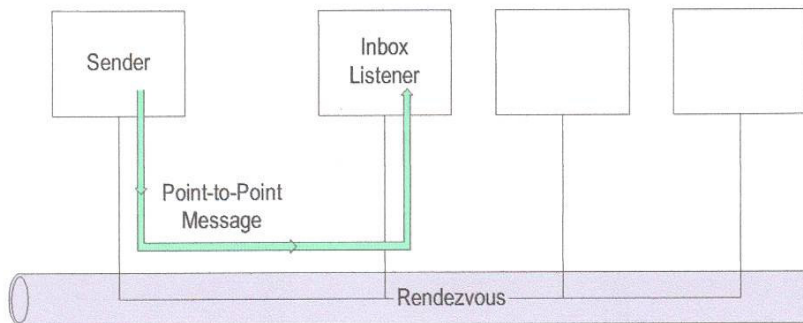 Sender
Inbox
Listener
Point-to-Point
Message
Rendezvous